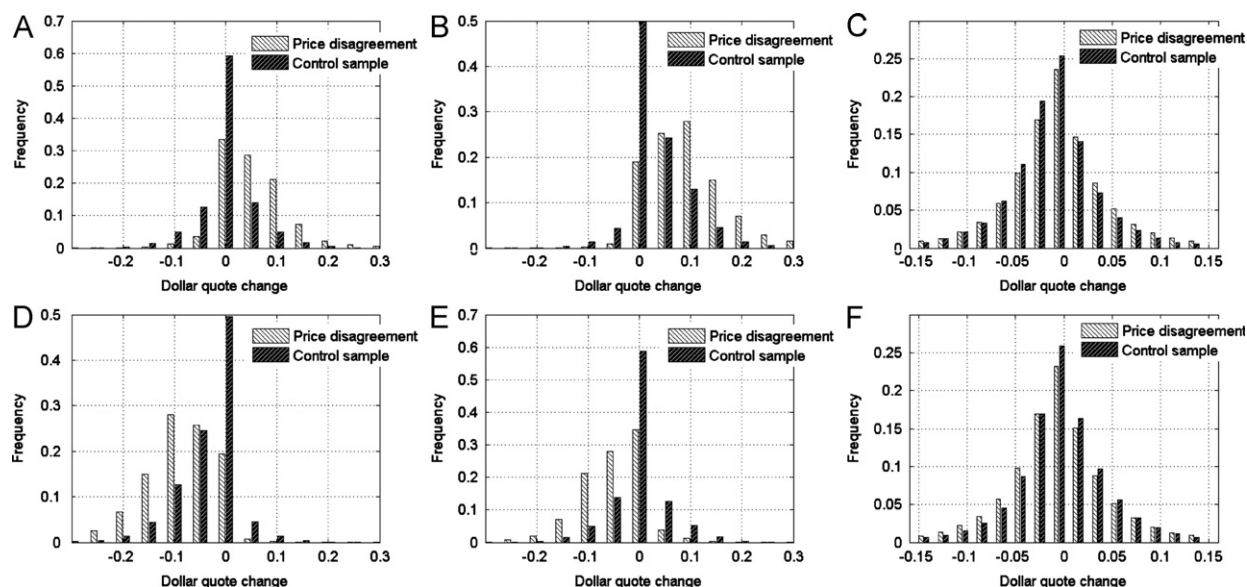 A
0.7
0.6
0.5
0.4
0.3
0.2
0.1
0
Frequency
Price disagreement
Control sample
-0.2 -0.1 0 0.1 0.2 0.3
Dollar quote change
B
0.5
0.4
0.3
0.2
0.1
0
Frequency
Price disagreement
Control sample
-0.2 -0.1 0 0.1 0.2 0.3
Dollar quote change
C
0.25
0.2
0.15
0.1
0.05
0
Frequency
Price disagreement
Control sample
-0.15 -0.1 -0.05 0 0.05 0.1 0.15
Dollar quote change
D
0.5
0.4
0.3
0.2
0.1
0
Frequency
Price disagreement
Control sample
-0.2 -0.1 0 0.1 0.2 0.3
Dollar quote change
E
0.7
0.6
0.5
0.4
0.3
0.2
0.1
0
Frequency
Price disagreement
Control sample
-0.2 -0.1 0 0.1 0.2 0.3
Dollar quote change
F
0.25
0.2
0.15
0.1
0.05
0
Frequency
Price disagreement
Control sample
-0.15 -0.1 -0.05 0 0.05 0.1 0.15
Dollar quote change